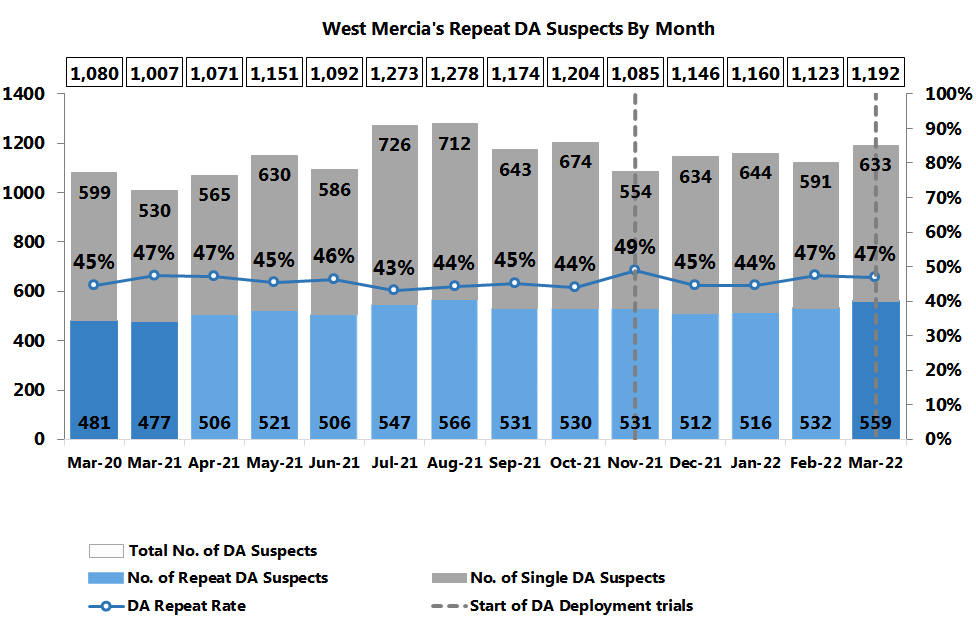 West Mercia's Repeat DA Suspects By Month
1,080 1,007 1,071 1,151 1,092 1,273 1,278 1,174 1,204 1,085 1,146 1,160 1,123 1,192
1400 100%
90%
1200
80%
1000
70%
800
60%
50%
600
40%
400
30%
20%
200
10%
0 0%
599 530 565 630 586 726 712 643 674 554 634 644 591 633
45% 47% 47% 45% 46% 43% 44% 45% 44% 49% 45% 44% 47% 47%
481 477 506 521 506 547 566 531 530 531 512 516 532 559
Mar-20 Mar-21 Apr-21 May-21 Jun-21 Jul-21 Aug-21 Sep-21 Oct-21 Nov-21 Dec-21 Jan-22 Feb-22 Mar-22
Total No. of DA Suspects
No. of Repeat DA Suspects No. of Single DA Suspects
DA Repeat Rate Start of DA Deployment trials